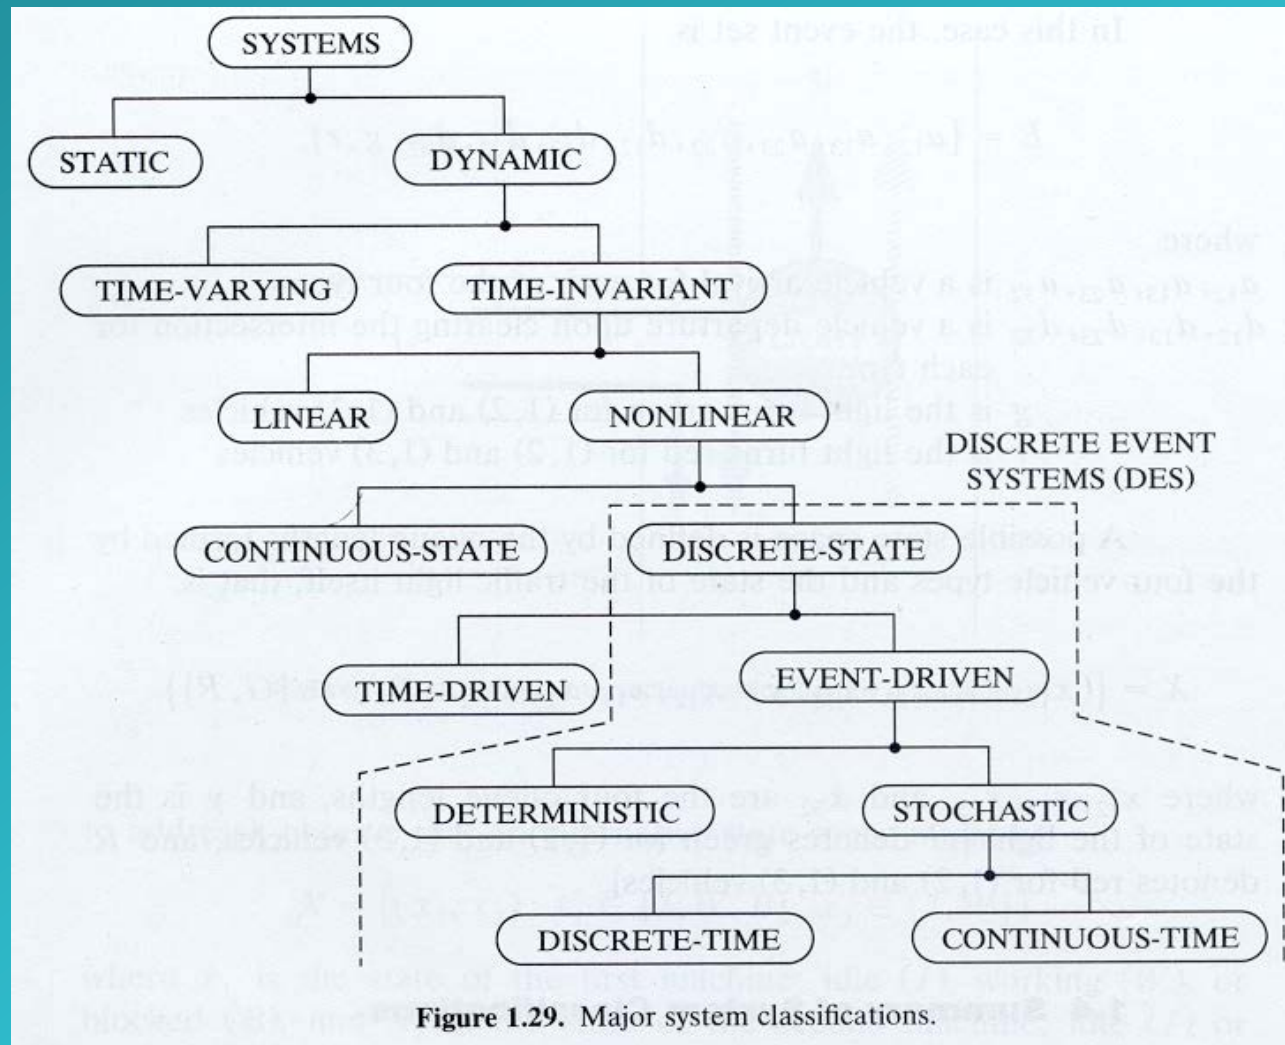 SYSTEMS
STATIC
DYNAMIC
TIME-VARYING
TIME-INVARIANT
LINEAR
NONLINEAR
DISCRETE EVENT
SYSTEMS (DES)
CONTINUOUS-STATE
DISCRETE-STATE
TIME-DRIVEN
EVENT-DRIVEN
DETERMINISTIC
STOCHASTIC
DISCRETE-TIME
CONTINUOUS-TIME
Figure 1.29. Major system classifications.